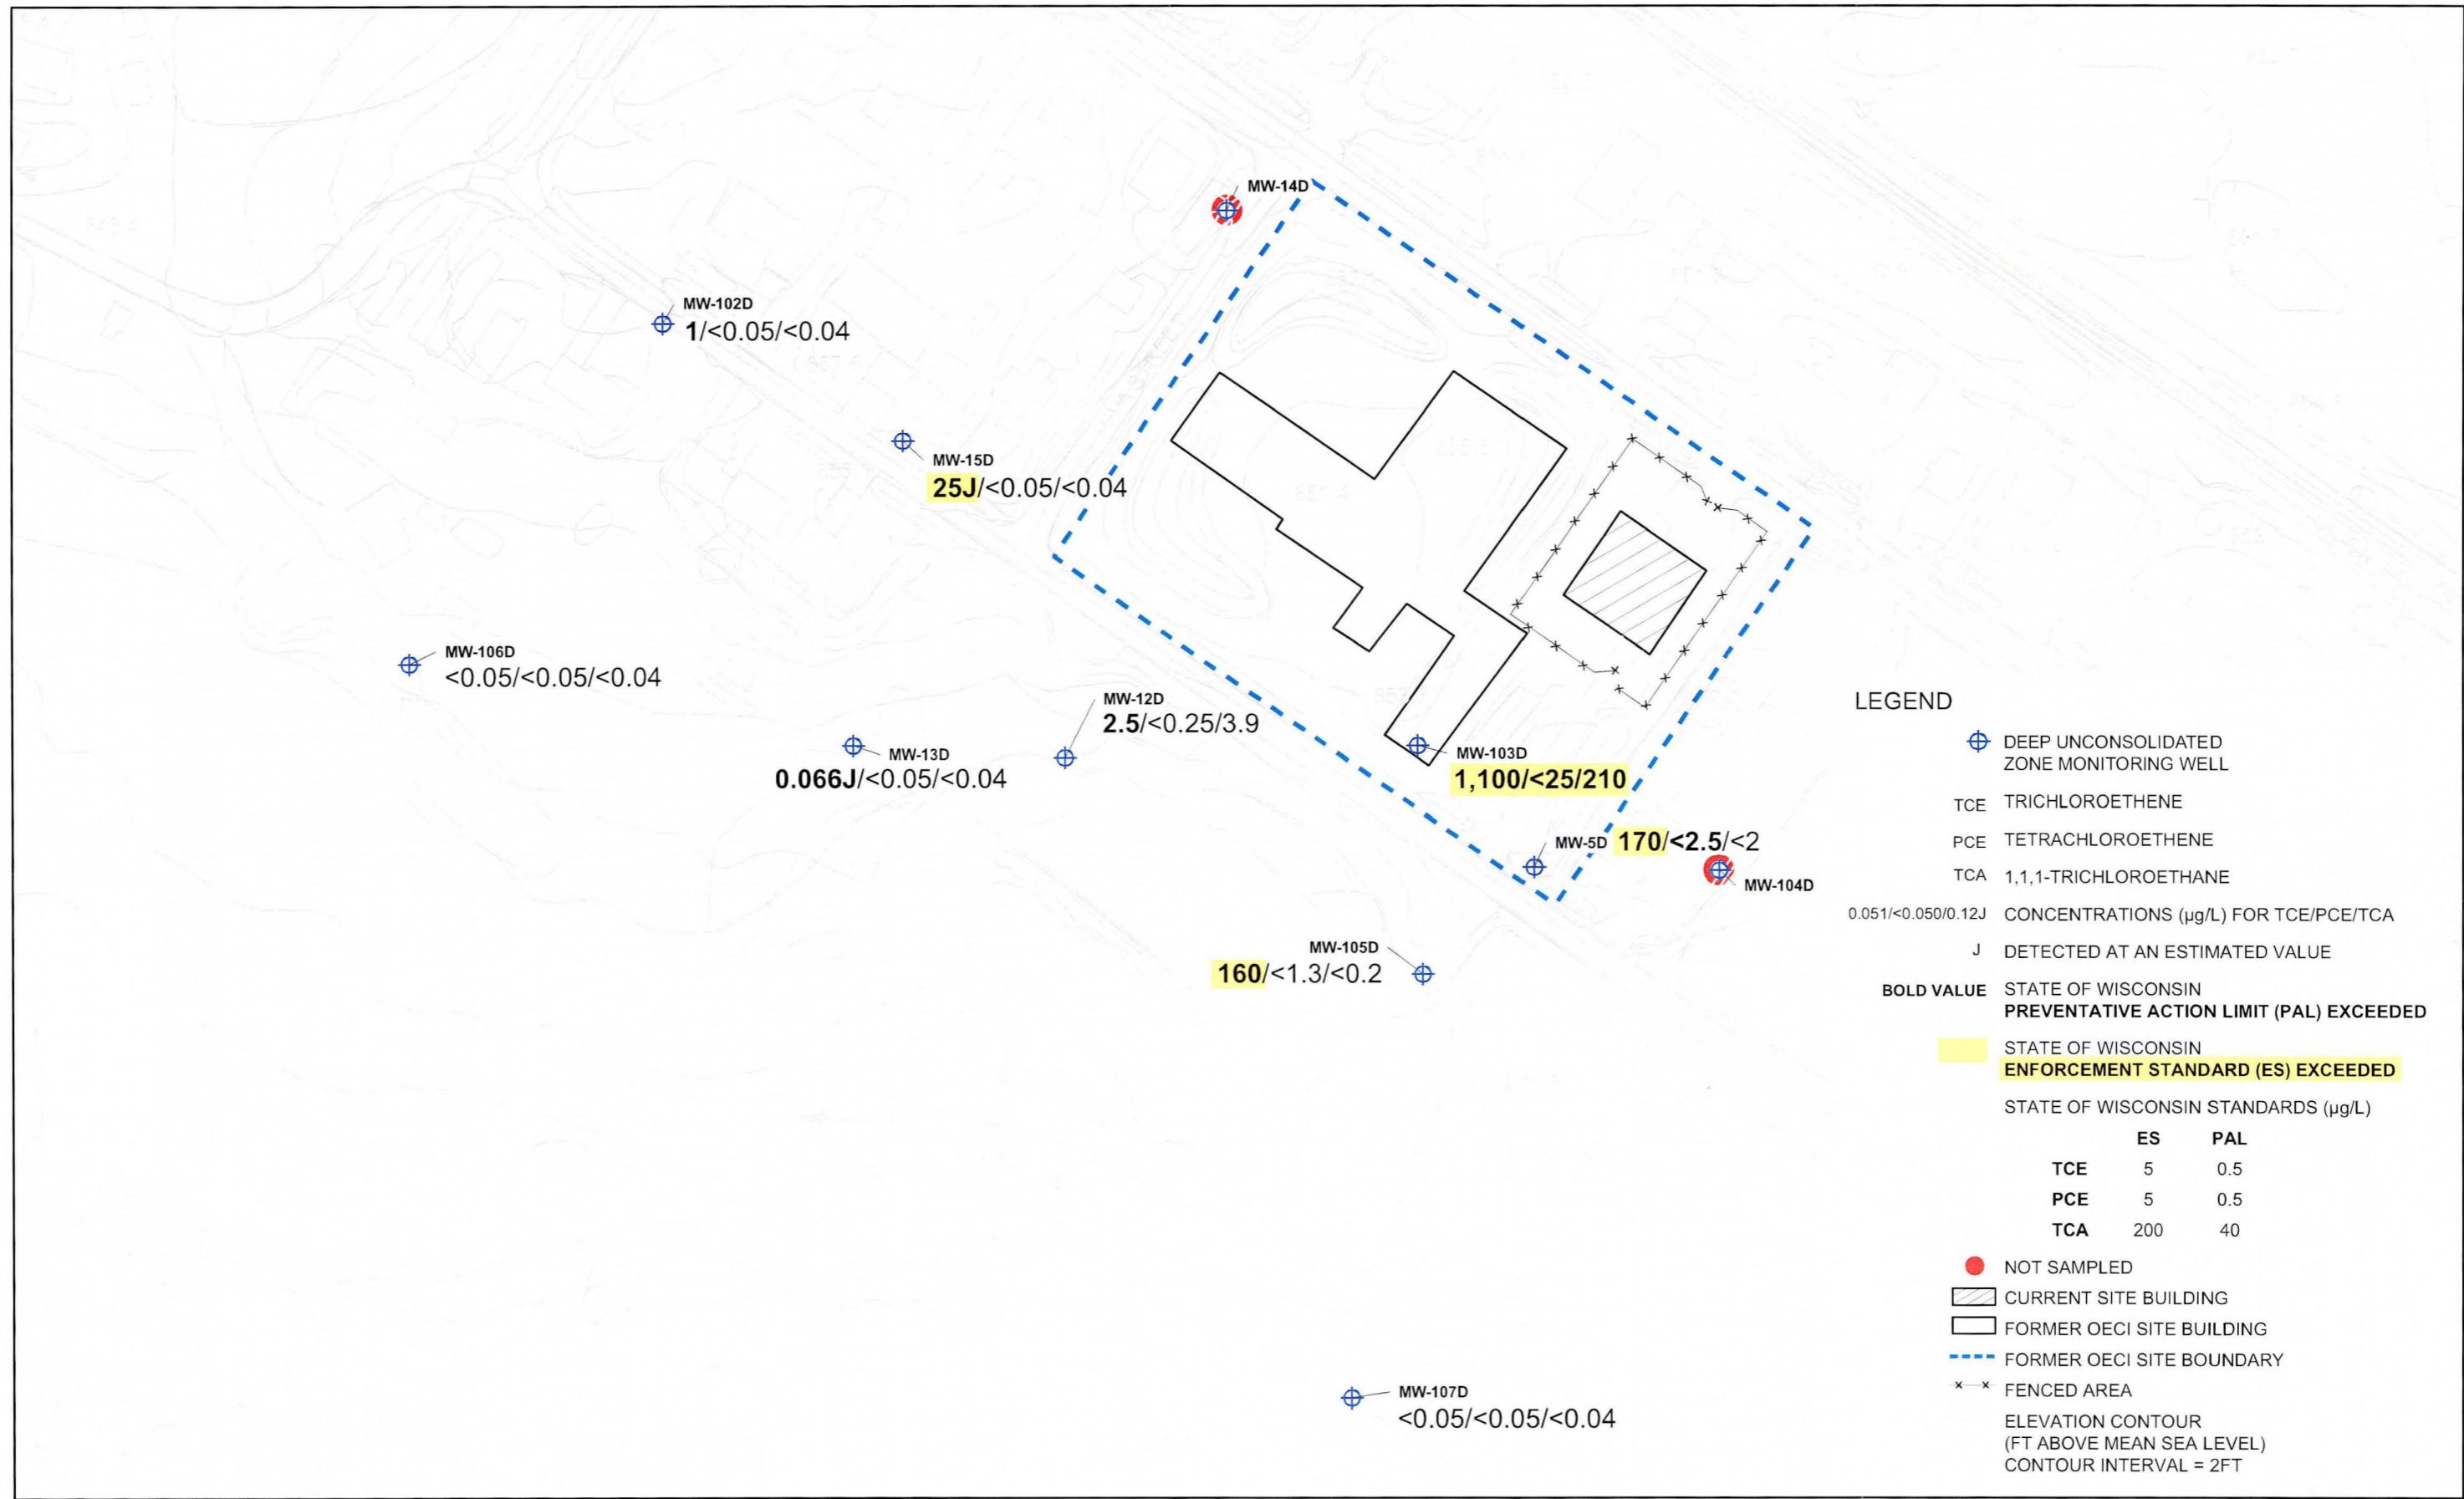 MW-14D
MW-102D
1/<0.05/<0.04
MW-15D
25J/<0.05/<0.04
MW-106D
<0.05/<0.05/<0.04
MW-12D
2.5/<0.25/3.9
MW-13D
0.066J/<0.05/<0.04
MW-103D
1,100/<25/210
MW-5D 170/<2.5/<2
MW-104D
MW-105D
160/<1.3/<0.2
MW-107D
<0.05/<0.05/<0.04
LEGEND
DEEP UNCONSOLIDATED
ZONE MONITORING WELL
TCE TRICHLOROETHENE
PCE TETRACHLOROETHENE
TCA 1,1,1-TRICHLOROETHANE
0.051/<0.050/0.12J CONCENTRATIONS (µg/L) FOR TCE/PCE/TCA
J DETECTED AT AN ESTIMATED VALUE
BOLD VALUE STATE OF WISCONSIN
PREVENTATIVE ACTION LIMIT (PAL) EXCEEDED
STATE OF WISCONSIN
ENFORCEMENT STANDARD (ES) EXCEEDED
STATE OF WISCONSIN STANDARDS (µg/L)
ES PAL
TCE 5 0.5
PCE 5 0.5
TCA 200 40
NOT SAMPLED
CURRENT SITE BUILDING
FORMER OECI SITE BUILDING
FORMER OECI SITE BOUNDARY
FENCED AREA
ELEVATION CONTOUR
(FT ABOVE MEAN SEA LEVEL)
CONTOUR INTERVAL = 2FT